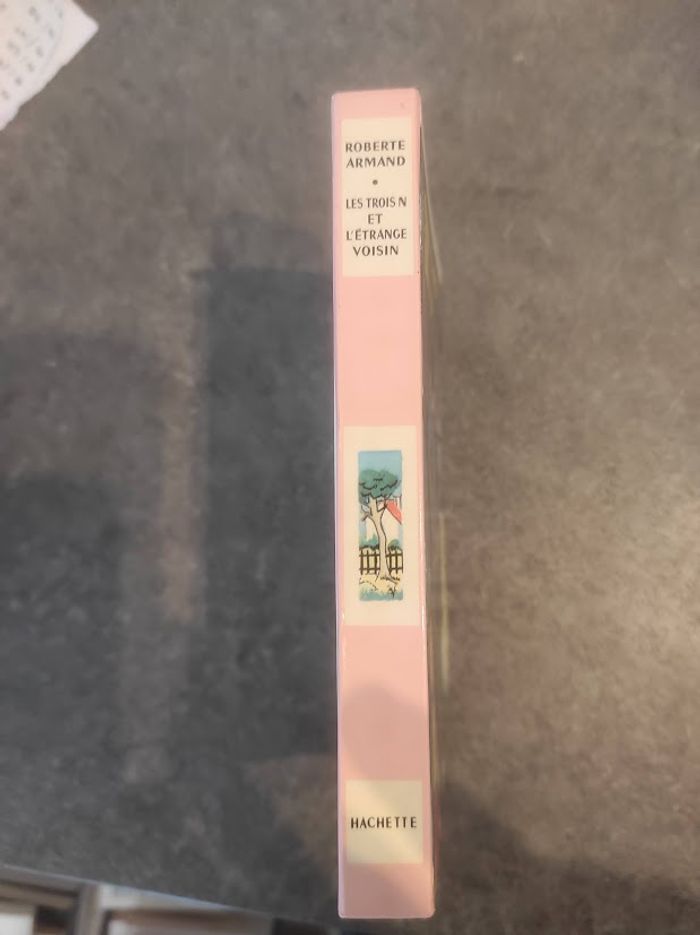 ROBERTE
ARMAND
•
LES TROIS N
ET
L'ÉTRANGE
VOISIN
HACHETTE